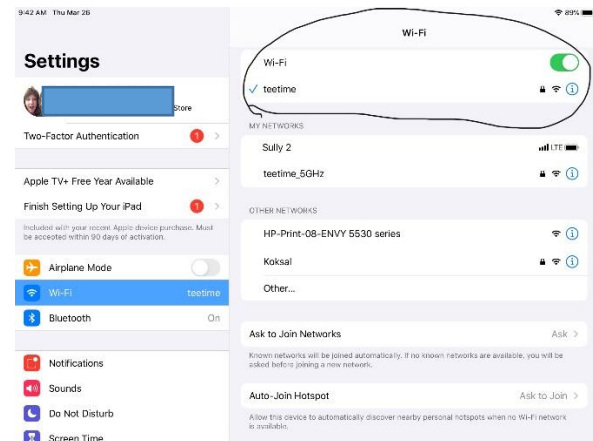 9:42 AM Thu Mar 26
89%
Settings
Store
Two-Factor Authentication 1
Apple TV+ Free Year Available
Finish Setting Up Your iPad 1
Included with your recent Apple device purchase. Must
be accepted within 90 days of activation.
Airplane Mode
Wi-Fi teetime
Bluetooth On
Notifications
Sounds
Do Not Disturb
Screen Time
Wi-Fi
Wi-Fi
teetime
MY NETWORKS
Sully 2 LTE
teetime_5GHz
OTHER NETWORKS
HP-Print-08-ENVY 5530 series
Koksal
Other...
Ask to Join Networks Ask
Known networks will be joined automatically. If no known networks are available, you will be
asked before joining a new network.
Auto-Join Hotspot Ask to Join
Allow this device to automatically discover nearby personal hotspots when no Wi-Fi network
is available.